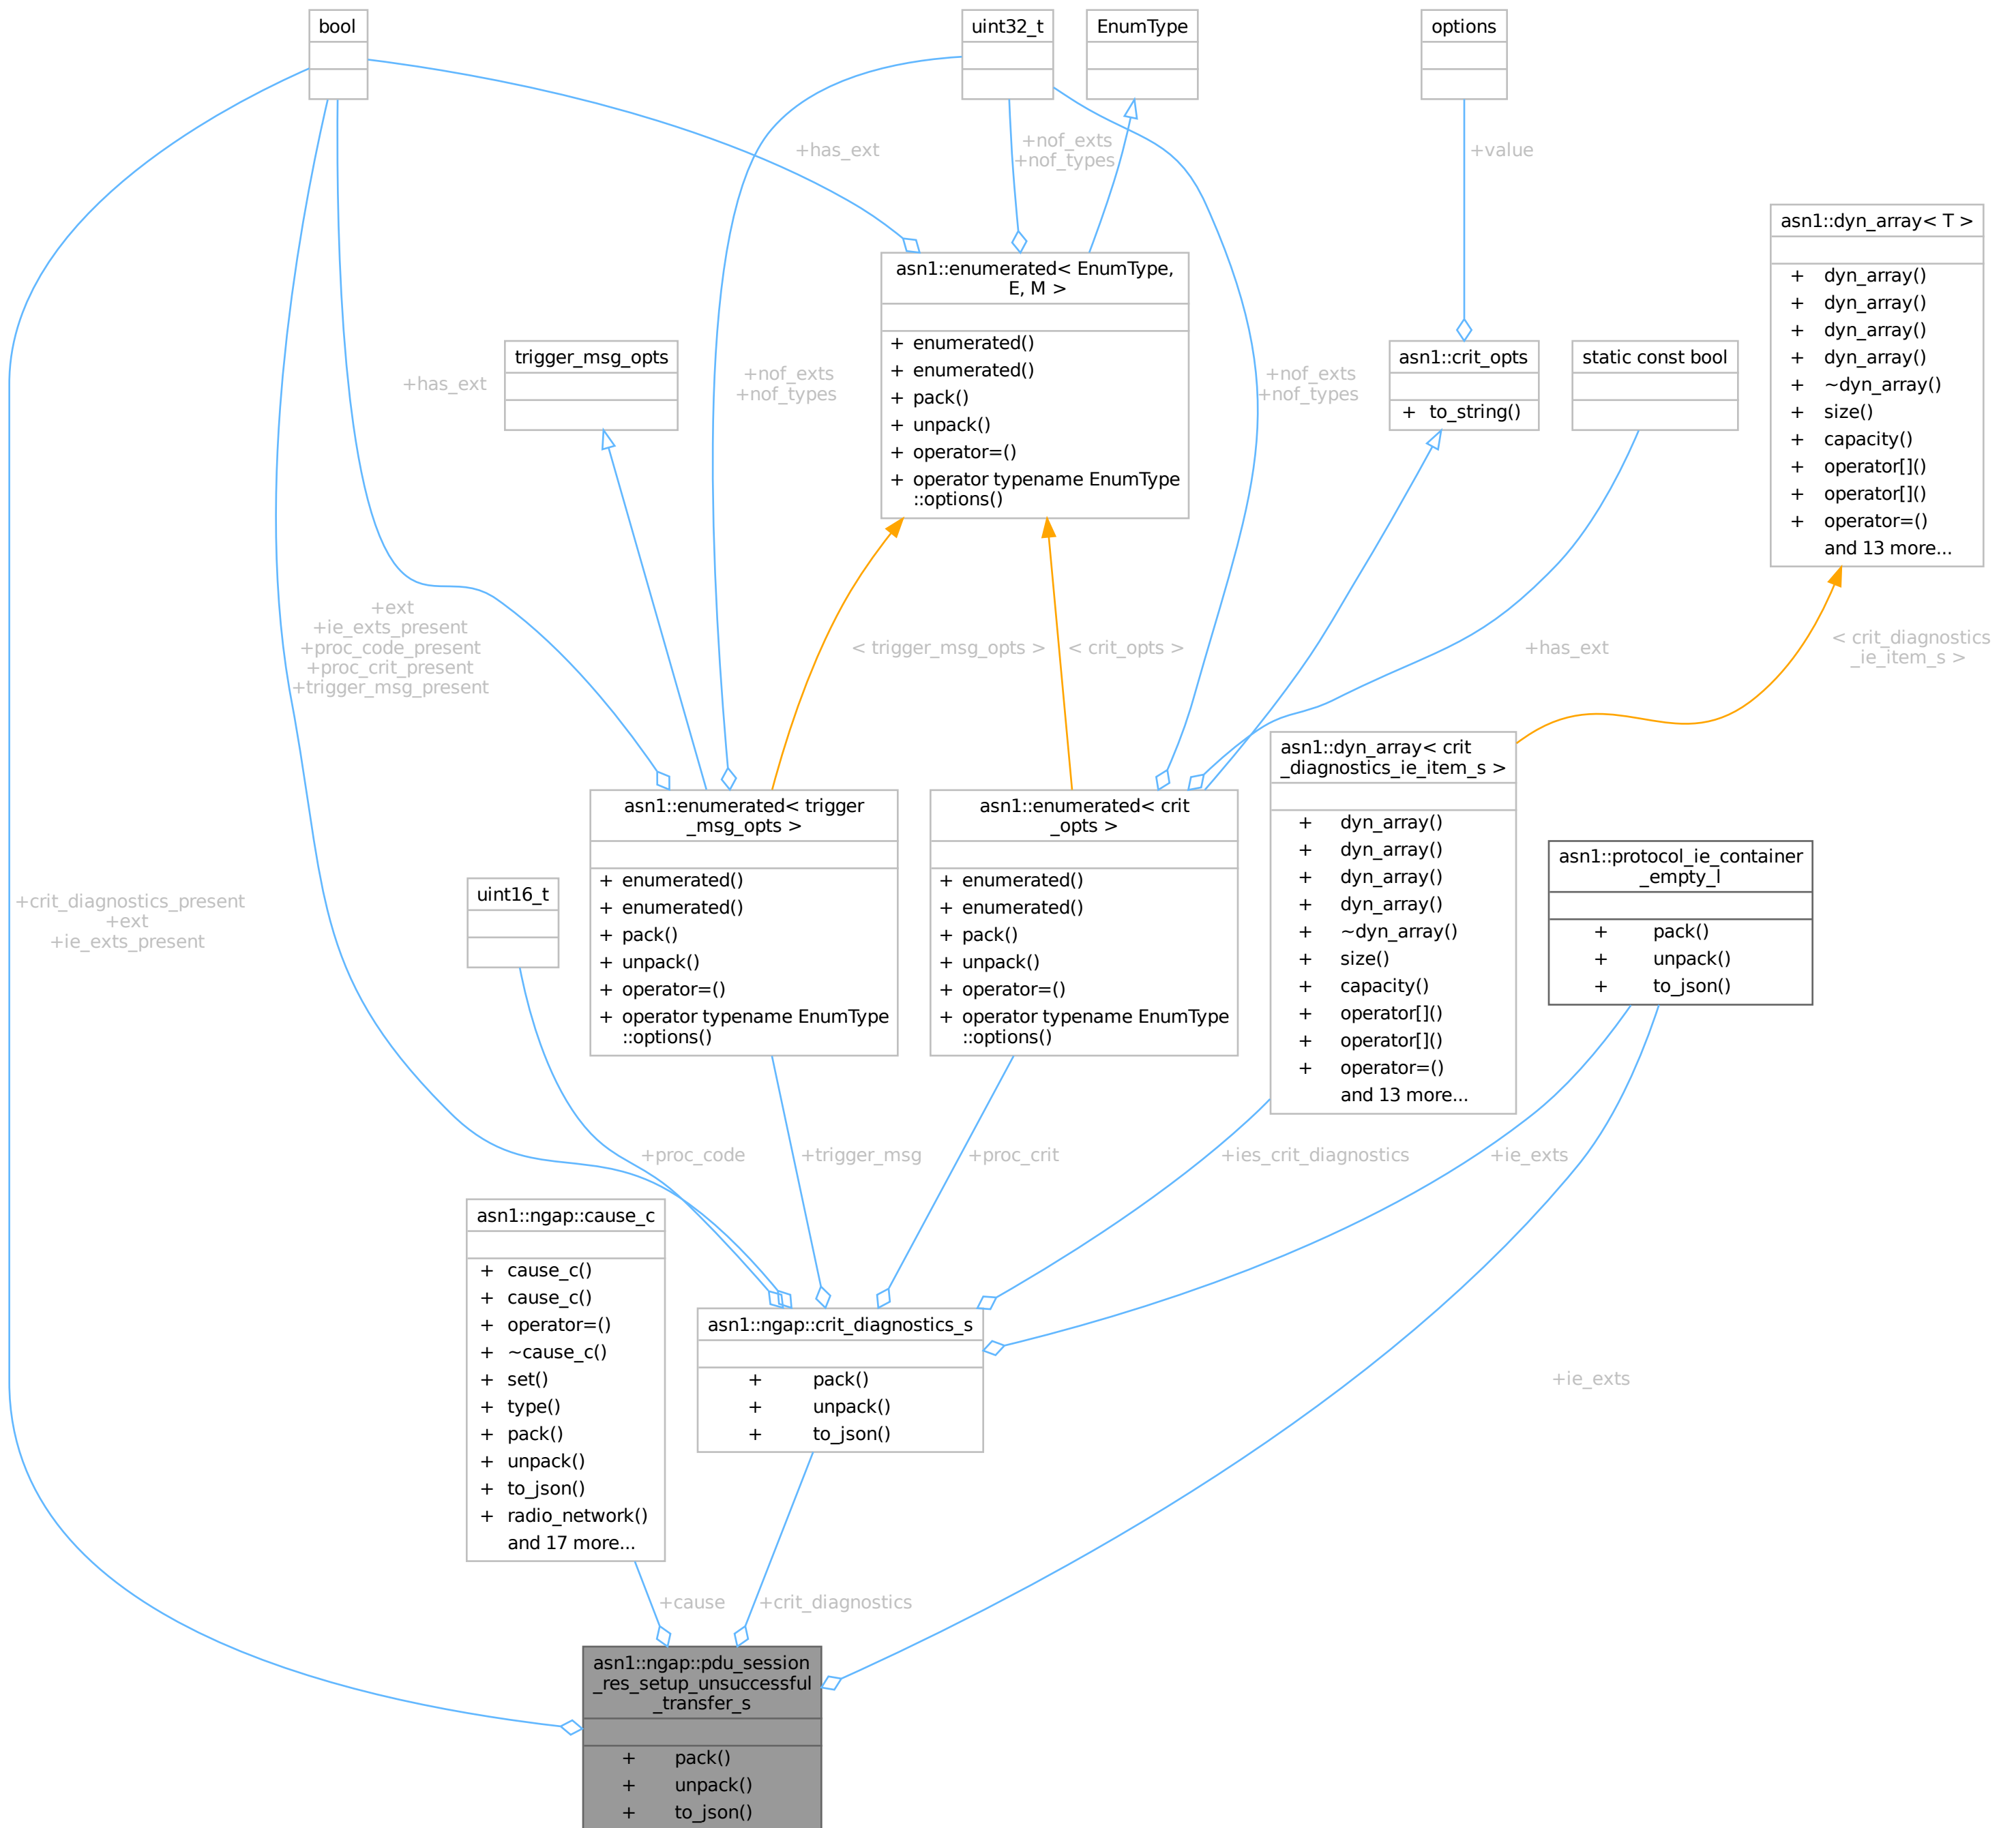 bool
uint32_t
EnumType
options
+has_ext
+nof_exts
+nof_types
+value
asn1::dyn_array< T >
+ dyn_array()
+ dyn_array()
+ dyn_array()
+ dyn_array()
+ ~dyn_array()
+ size()
+ capacity()
+ operator[]()
+ operator[]()
+ operator=()
and 13 more...
asn1::enumerated< EnumType,
E, M >
+ enumerated()
+ enumerated()
+ pack()
+ unpack()
+ operator=()
+ operator typename EnumType
::options()
trigger_msg_opts
+has_ext
+nof_exts
+nof_types
+nof_exts
+nof_types
asn1::crit_opts
+ to_string()
static const bool
+ext
+ie_exts_present
+proc_code_present
+proc_crit_present
+trigger_msg_present
< trigger_msg_opts >
< crit_opts >
+has_ext
< crit_diagnostics
_ie_item_s >
asn1::enumerated< trigger
_msg_opts >
+ enumerated()
+ enumerated()
+ pack()
+ unpack()
+ operator=()
+ operator typename EnumType
::options()
asn1::enumerated< crit
_opts >
+ enumerated()
+ enumerated()
+ pack()
+ unpack()
+ operator=()
+ operator typename EnumType
::options()
asn1::dyn_array< crit
_diagnostics_ie_item_s >
+ dyn_array()
+ dyn_array()
+ dyn_array()
+ dyn_array()
+ ~dyn_array()
+ size()
+ capacity()
+ operator[]()
+ operator[]()
+ operator=()
and 13 more...
asn1::protocol_ie_container
_empty_l
+ pack()
+ unpack()
+ to_json()
uint16_t
+crit_diagnostics_present
+ext
+ie_exts_present
+proc_code
+trigger_msg
+proc_crit
+ies_crit_diagnostics
+ie_exts
asn1::ngap::cause_c
+ cause_c()
+ cause_c()
+ operator=()
+ ~cause_c()
+ set()
+ type()
+ pack()
+ unpack()
+ to_json()
+ radio_network()
and 17 more...
asn1::ngap::crit_diagnostics_s
+ pack()
+ unpack()
+ to_json()
+ie_exts
+cause
+crit_diagnostics
asn1::ngap::pdu_session
_res_setup_unsuccessful
_transfer_s
+ pack()
+ unpack()
+ to_json()